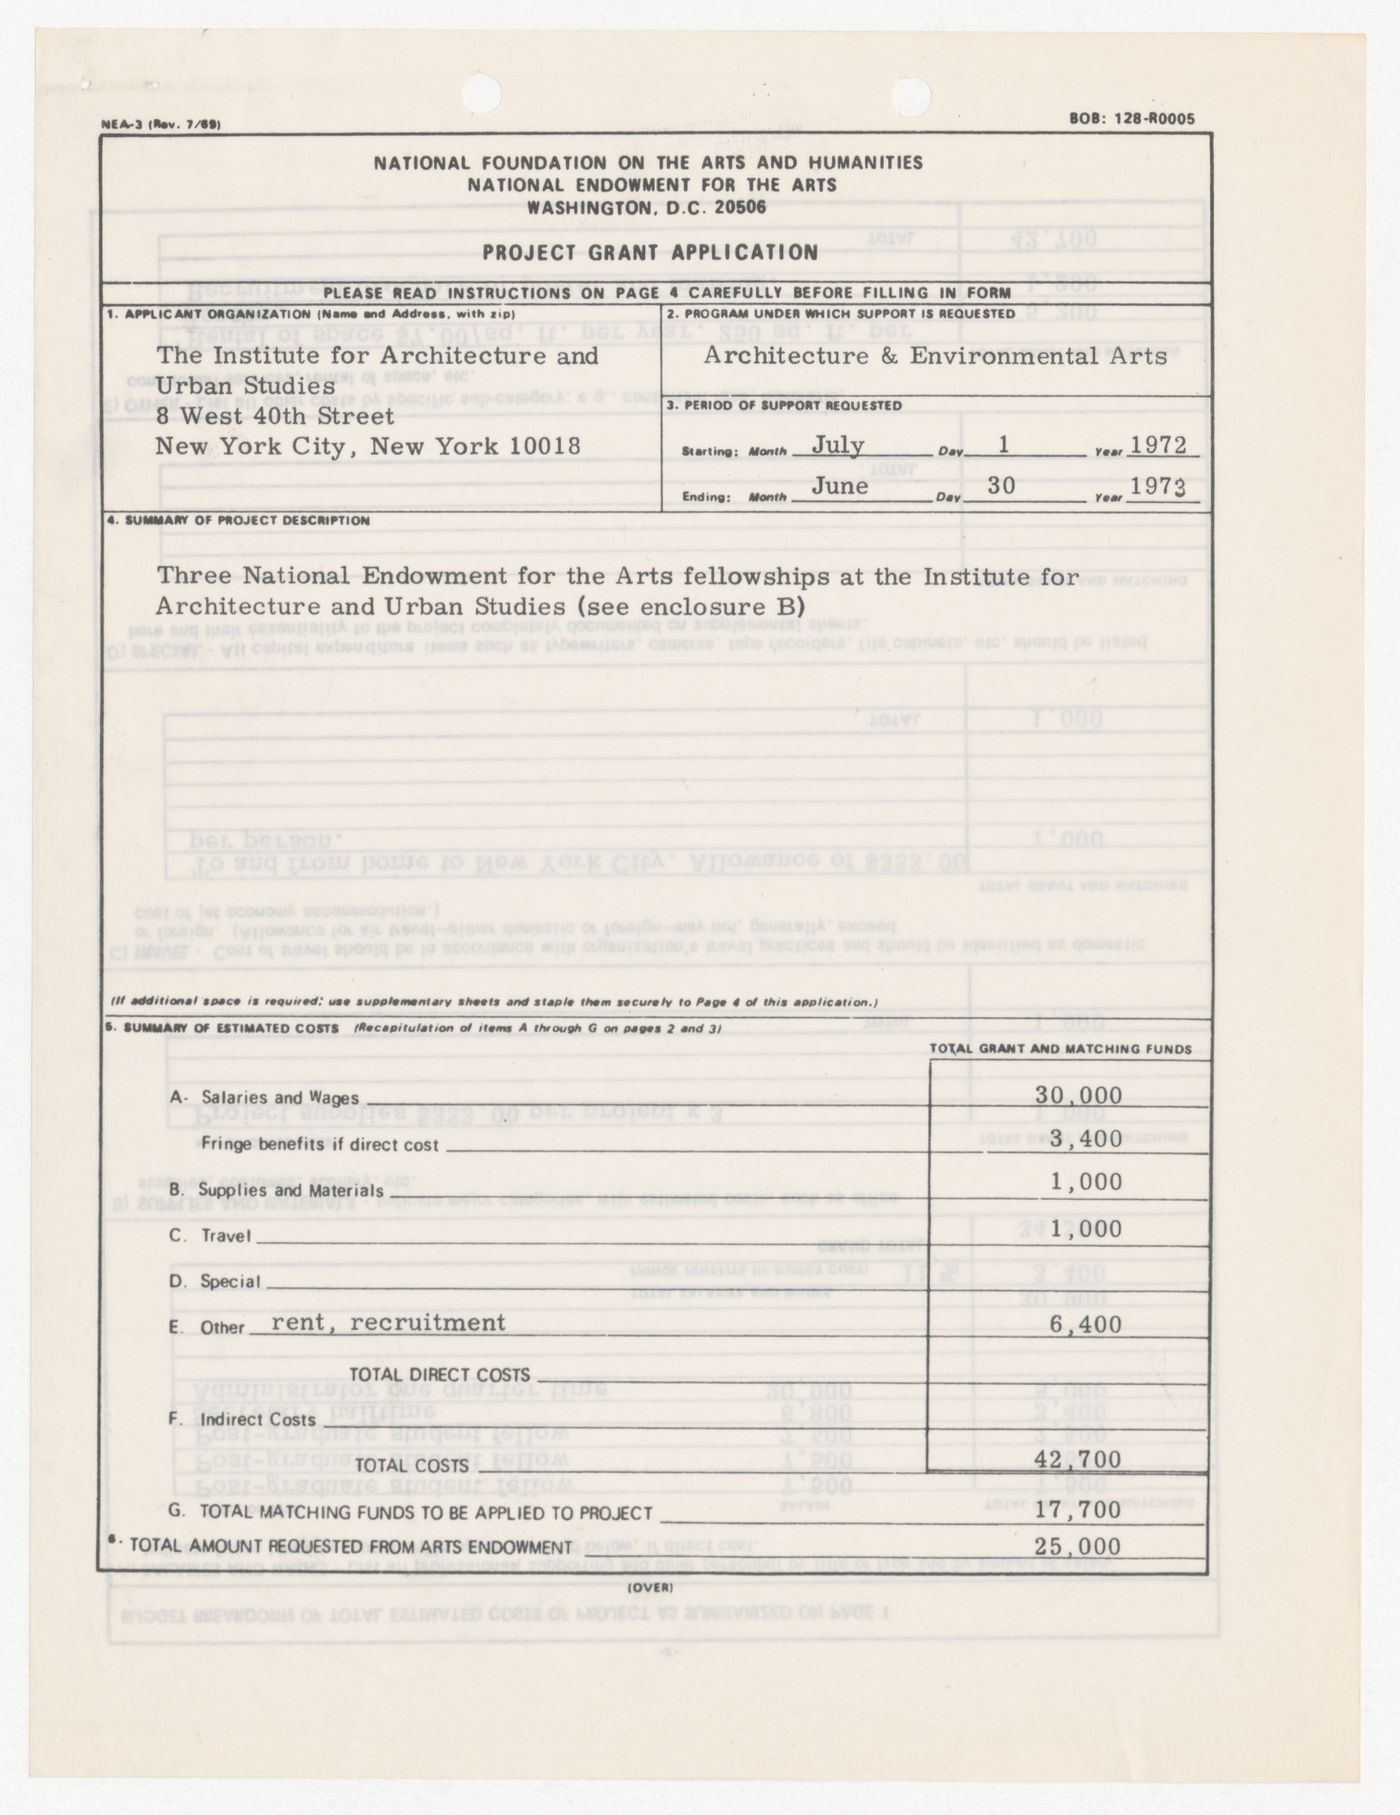 NEA-3 (Rev. 7/69)
BOB: 128-R0005
NATIONAL FOUNDATION ON THE ARTS AND HUMANITIES
NATIONAL ENDOWMENT FOR THE ARTS
WASHINGTON, D.C. 20506
PROJECT GRANT APPLICATION
PLEASE READ INSTRUCTIONS ON PAGE 4 CAREFULLY BEFORE FILLING IN FORM
1. APPLICANT ORGANIZATION (Name and Address, with zip)
The Institute for Architecture and
Urban Studies
8 West 40th Street
New York City, New York 10018
2. PROGRAM UNDER WHICH SUPPORT IS REQUESTED
Architecture & Environmental Arts
3. PERIOD OF SUPPORT REQUESTED
Starting: Month July Day 1 Year 1972
Ending: Month June Day 30 Year 1973
4. SUMMARY OF PROJECT DESCRIPTION
Three National Endowment for the Arts fellowships at the Institute for
Architecture and Urban Studies (see enclosure B)
(If additional space is required; use supplementary sheets and staple them securely to Page 4 of this application.)
5. SUMMARY OF ESTIMATED COSTS (Recapitulation of items A through G on pages 2 and 3)
TOTAL GRANT AND MATCHING FUNDS
A- Salaries and Wages 30,000
Fringe benefits if direct cost 3,400
B. Supplies and Materials 1,000
C. Travel 1,000
D. Special
E. Other rent, recruitment 6,400
TOTAL DIRECT COSTS
F. Indirect Costs
TOTAL COSTS 42,700
G. TOTAL MATCHING FUNDS TO BE APPLIED TO PROJECT 17,700
6. TOTAL AMOUNT REQUESTED FROM ARTS ENDOWMENT 25,000
(OVER)